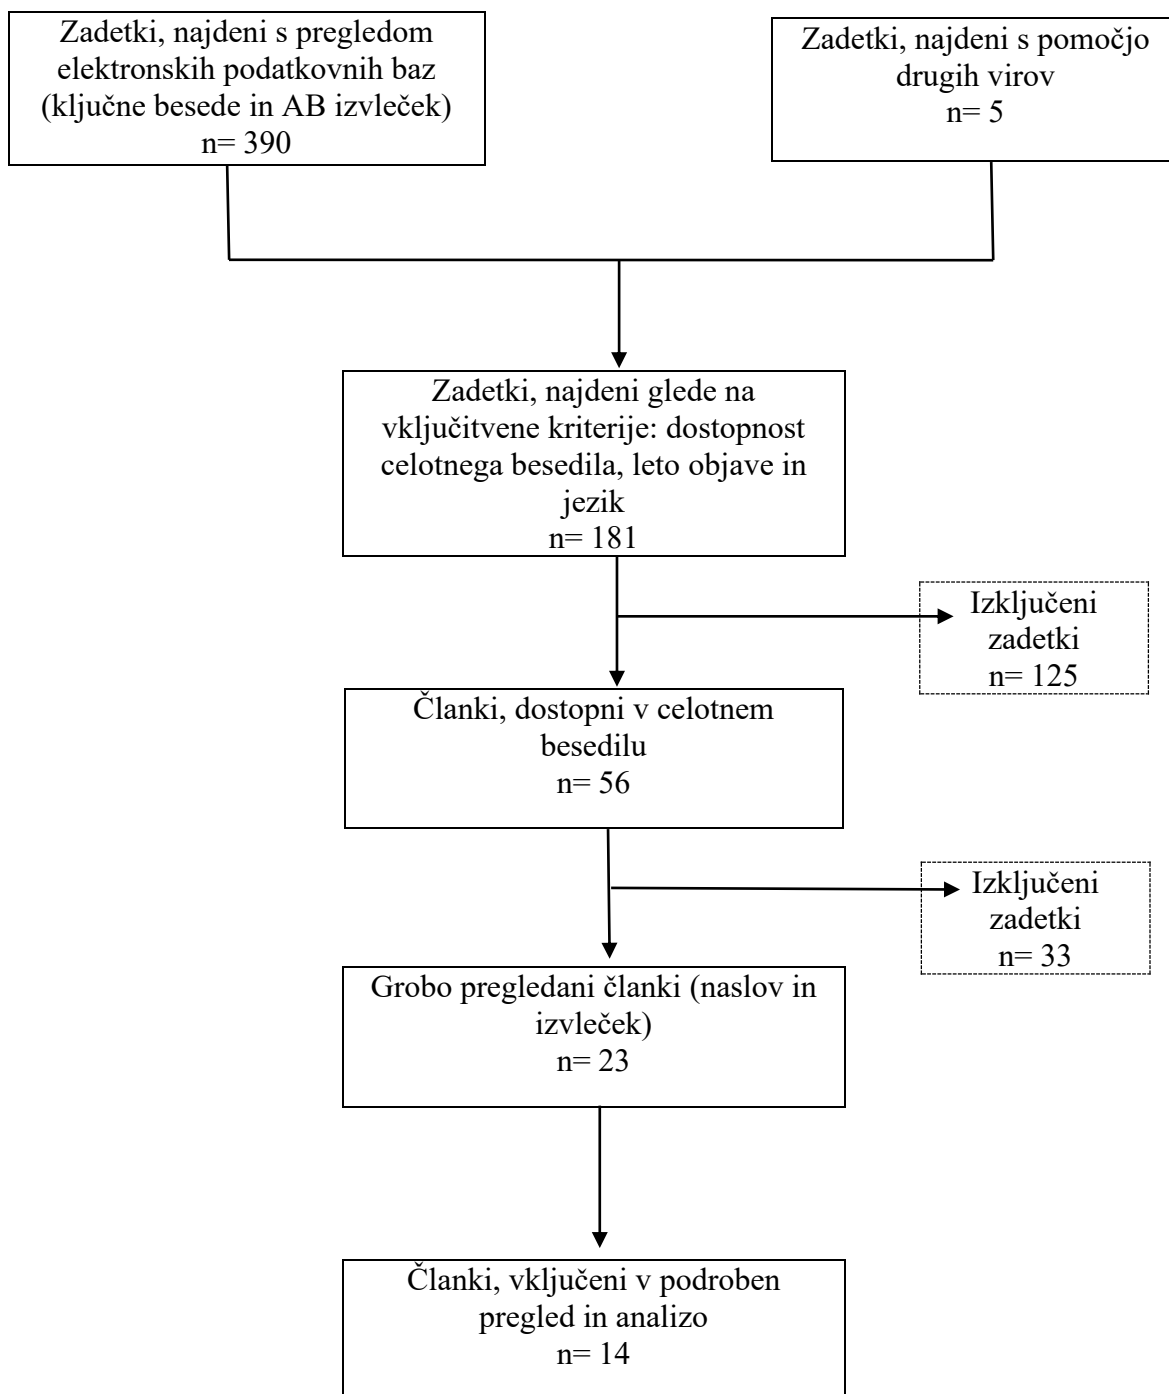 Zadetki, najdeni s pregledom
elektronskih podatkovnih baz
(ključne besede in AB izvleček)
n= 390
Zadetki, najdeni s pomočjo
drugih virov
n= 5
Zadetki, najdeni glede na
vključitvene kriterije: dostopnost
celotnega besedila, leto objave in
jezik
n= 181
Izključeni
zadetki
n= 125
Članki, dostopni v celotnem
besedilu
n= 56
Izključeni
zadetki
n= 33
Grobo pregledani članki (naslov in
izvleček)
n= 23
Članki, vključeni v podroben
pregled in analizo
n= 14